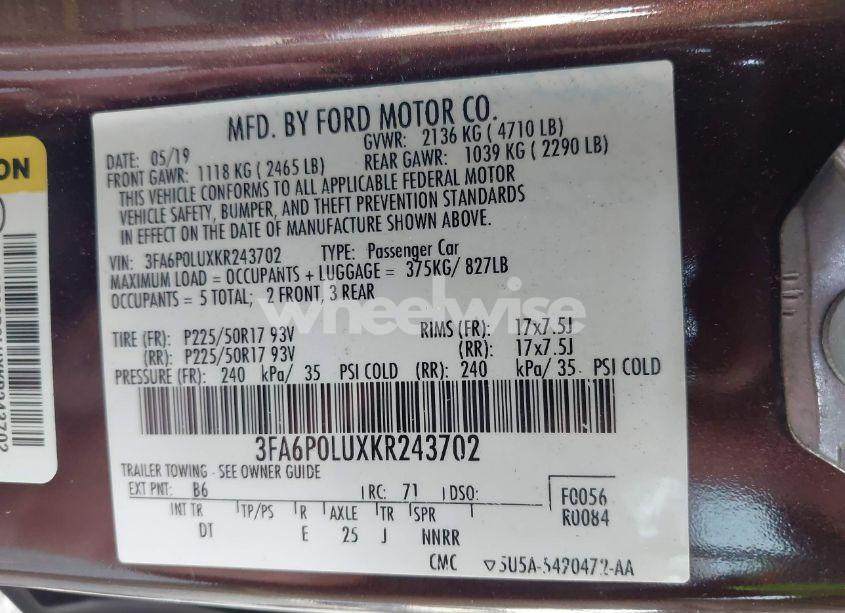 MFD. BY FORD MOTOR CO.
DATE: 05/19 GVWR: 2136 KG ( 4710 LB)
FRONT GAWR: 1118 KG ( 2465 LB) REAR GAWR: 1039 KG ( 2290 LB)
THIS VEHICLE CONFORMS TO ALL APPLICABLE FEDERAL MOTOR
VEHICLE SAFETY, BUMPER, AND THEFT PREVENTION STANDARDS
IN EFFECT ON THE DATE OF MANUFACTURE SHOWN ABOVE.
VIN: 3FA6P0LUXKR243702 TYPE: Passenger Car
MAXIMUM LOAD = OCCUPANTS + LUGGAGE = 375KG/ 827LB
OCCUPANTS = 5 TOTAL; 2 FRONT, 3 REAR
wheelwise
TIRE (FR): P225/50R17 93V RIMS (FR): 17x7.5J
(RR): P225/50R17 93V (RR): 17x7.5J
PRESSURE (FR): 240 kPa/ 35 PSI COLD (RR): 240 kPa/ 35 PSI COLD
3FA6P0LUXKR243702
TRAILER TOWING - SEE OWNER GUIDE
EXT PNT: B6 RC: 71 DSO: F0056
INT TR TP/PS R AXLE TR SPR R0084
DT E 25 J NNRR
CMC ▽5U5A-5420472-AA
ON